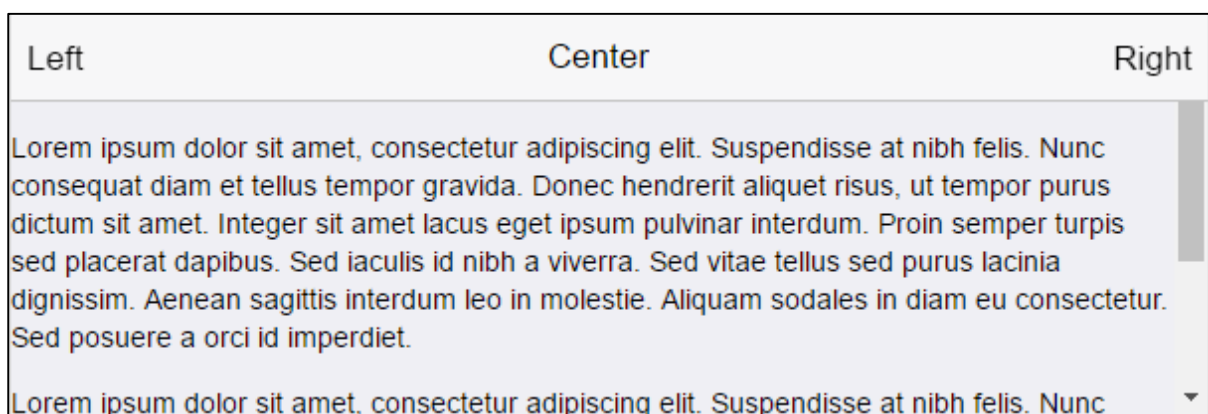 Left Center Right
Lorem ipsum dolor sit amet, consectetur adipiscing elit. Suspendisse at nibh felis. Nunc
consequat diam et tellus tempor gravida. Donec hendrerit aliquet risus, ut tempor purus
dictum sit amet. Integer sit amet lacus eget ipsum pulvinar interdum. Proin semper turpis
sed placerat dapibus. Sed iaculis id nibh a viverra. Sed vitae tellus sed purus lacinia
dignissim. Aenean sagittis interdum leo in molestie. Aliquam sodales in diam eu consectetur.
Sed posuere a orci id imperdiet.
Lorem ipsum dolor sit amet, consectetur adipiscing elit. Suspendisse at nibh felis. Nunc